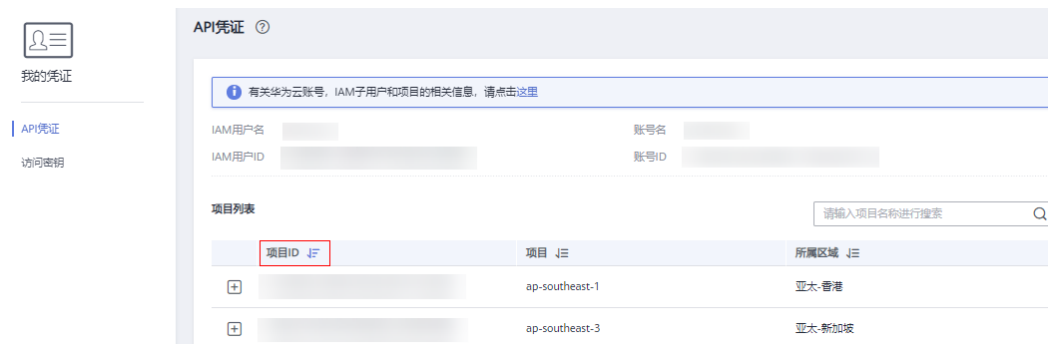 我的凭证
API凭证
访问密钥
API凭证 ?
有关华为云账号，IAM子用户和项目的相关信息，请点击这里
IAM用户名
账号名
IAM用户ID
账号ID
项目列表
请输入项目名称进行搜索
项目ID 项目 所属区域
ap-southeast-1 亚太-香港
ap-southeast-3 亚太-新加坡